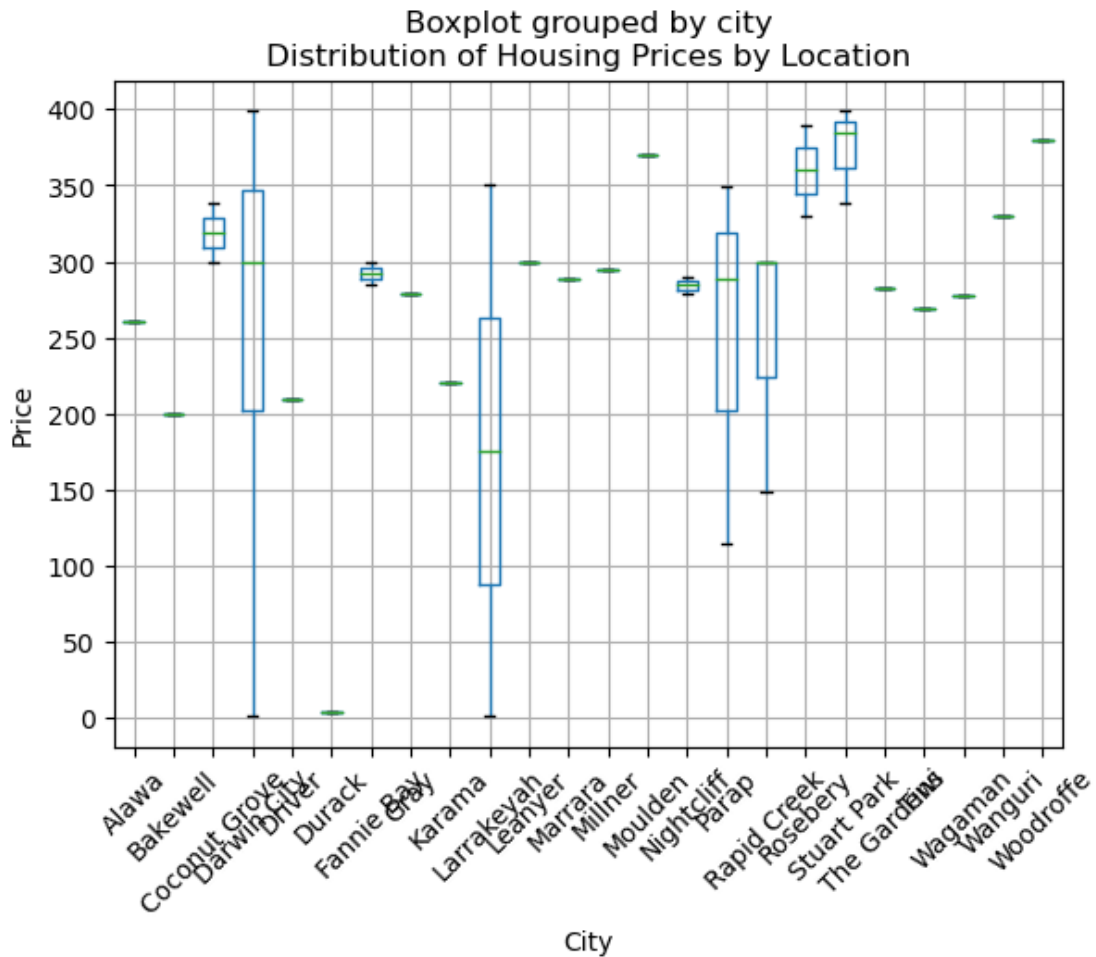 Boxplot grouped by city
Distribution of Housing Prices by Location
Price
400
350
300
250
200
150
100
50
0
Alawa
Bakewell
Coconut Grove
Darwin City
Driver
Durack
Fannie Bay
Gray
Karama
Larrakeyah
Leanyer
Marrara
Millner
Moulden
Nightcliff
Parap
Rapid Creek
Rosebery
Stuart Park
The Gardens
Tiwi
Wagaman
Wanguri
Woodroffe
City